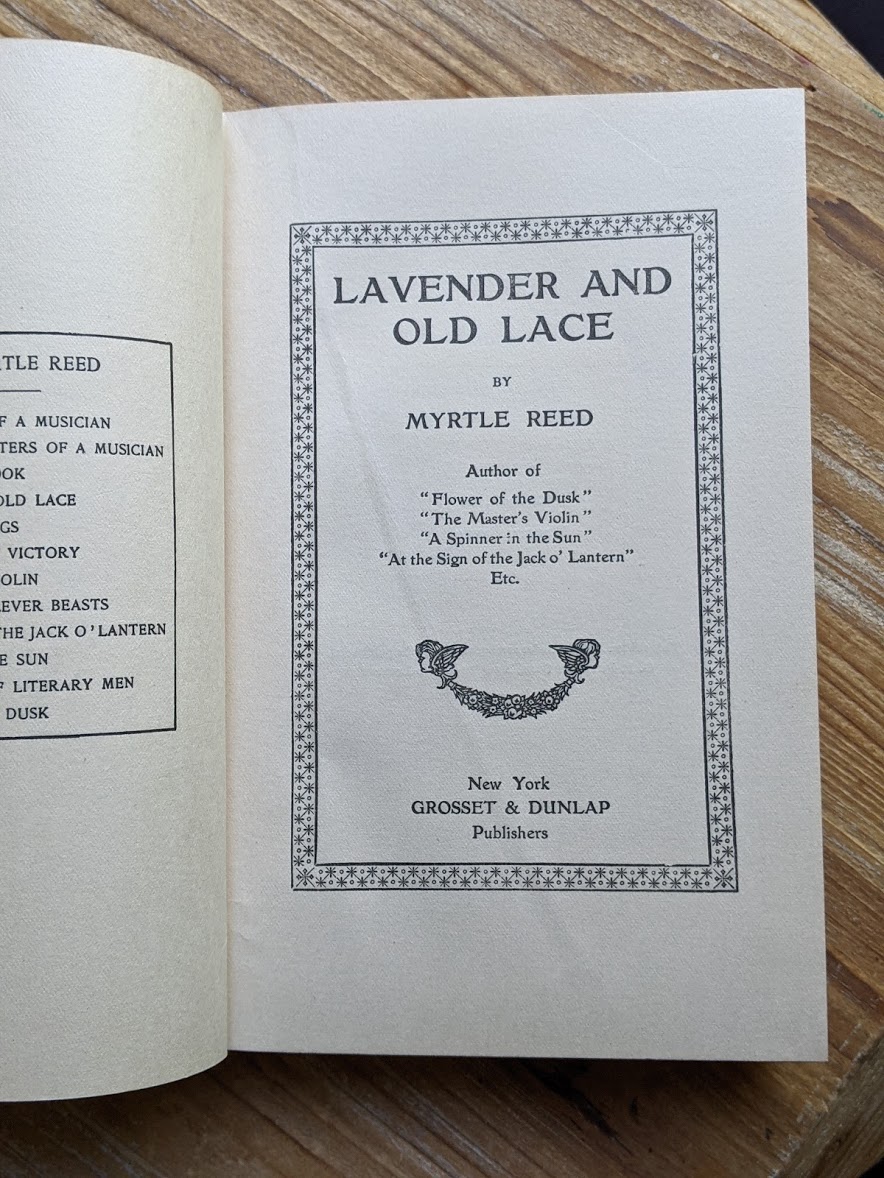 TLE REED
F A MUSICIAN
TERS OF A MUSICIAN
OOK
OLD LACE
GS
VICTORY
OLIN
EVER BEASTS
THE JACK O'LANTERN
E SUN
F LITERARY MEN
DUSK
LAVENDER AND
OLD LACE
BY
MYRTLE REED
Author of
"Flower of the Dusk"
"The Master's Violin"
"A Spinner in the Sun"
"At the Sign of the Jack o' Lantern"
Etc.
New York
GROSSET & DUNLAP
Publishers